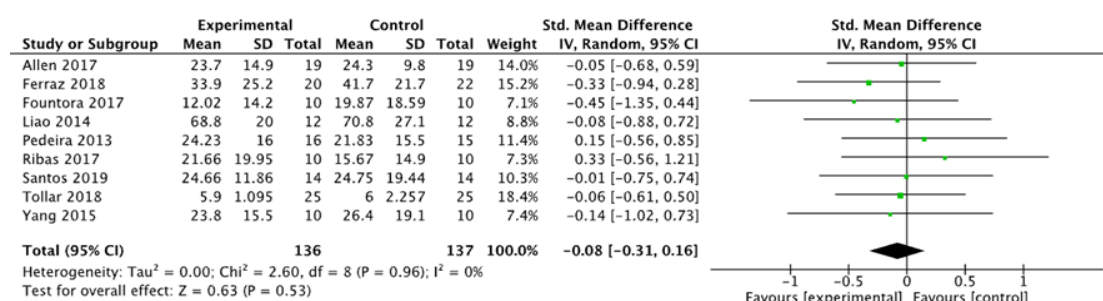 Experimental Control Std. Mean Difference Std. Mean Difference
Study or Subgroup Mean SD Total Mean SD Total Weight IV, Random, 95% CI IV, Random, 95% CI
Allen 2017 23.7 14.9 19 24.3 9.8 19 14.0% -0.05 [-0.68, 0.59]
Ferraz 2018 33.9 25.2 20 41.7 21.7 22 15.2% -0.33 [-0.94, 0.28]
Fountora 2017 12.02 14.2 10 19.87 18.59 10 7.1% -0.45 [-1.35, 0.44]
Liao 2014 68.8 20 12 70.8 27.1 12 8.8% -0.08 [-0.88, 0.72]
Pedeira 2013 24.23 16 16 21.83 15.5 15 11.4% 0.15 [-0.56, 0.85]
Ribas 2017 21.66 19.95 10 15.67 14.9 10 7.3% 0.33 [-0.56, 1.21]
Santos 2019 24.66 11.86 14 24.75 19.44 14 10.3% -0.01 [-0.75, 0.74]
Tollar 2018 5.9 1.095 25 6 2.257 25 18.4% -0.06 [-0.61, 0.50]
Yang 2015 23.8 15.5 10 26.4 19.1 10 7.4% -0.14 [-1.02, 0.73]
Total (95% CI) 136 137 100.0% -0.08 [-0.31, 0.16]
Heterogeneity: Tau² = 0.00; Chi² = 2.60, df = 8 (P = 0.96); I² = 0%
Test for overall effect: Z = 0.63 (P = 0.53)
-1 -0.5 0 0.5 1
Favours [experimental] Favours [control]